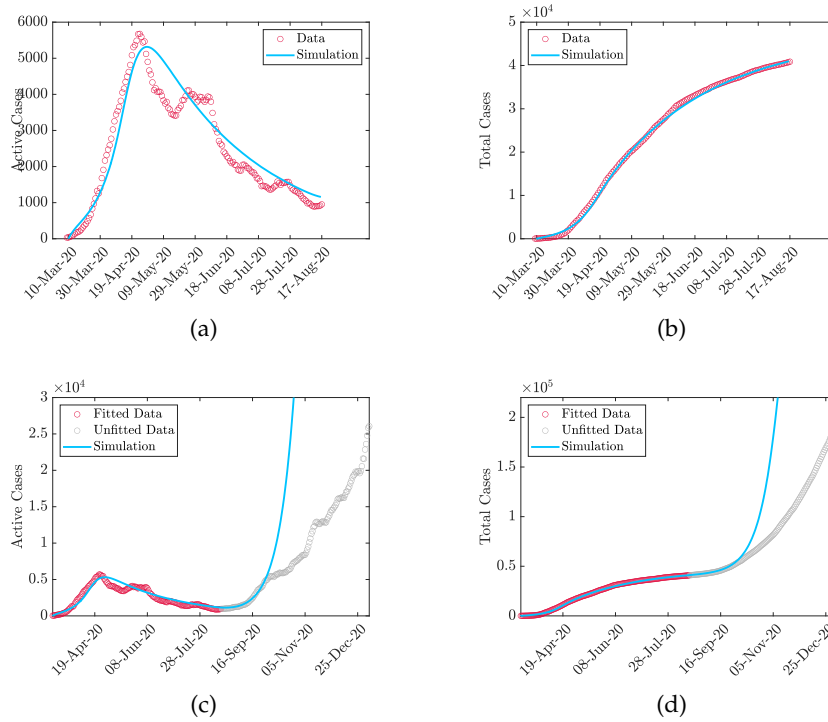 6000
5000
4000
3000
2000
1000
0
Active Cases
Data
Simulation
10-Mar-20
30-Mar-20
19-Apr-20
09-May-20
29-May-20
18-Jun-20
08-Jul-20
28-Jul-20
17-Aug-20
(a)
×10⁴
5
4
3
2
1
0
Total Cases
Data
Simulation
10-Mar-20
30-Mar-20
19-Apr-20
09-May-20
29-May-20
18-Jun-20
08-Jul-20
28-Jul-20
17-Aug-20
(b)
×10⁴
3
2.5
2
1.5
1
0.5
0
Active Cases
Fitted Data
Unfitted Data
Simulation
19-Apr-20
08-Jun-20
28-Jul-20
16-Sep-20
05-Nov-20
25-Dec-20
(c)
×10⁵
2
1.5
1
0.5
0
Total Cases
Fitted Data
Unfitted Data
Simulation
19-Apr-20
08-Jun-20
28-Jul-20
16-Sep-20
05-Nov-20
25-Dec-20
(d)